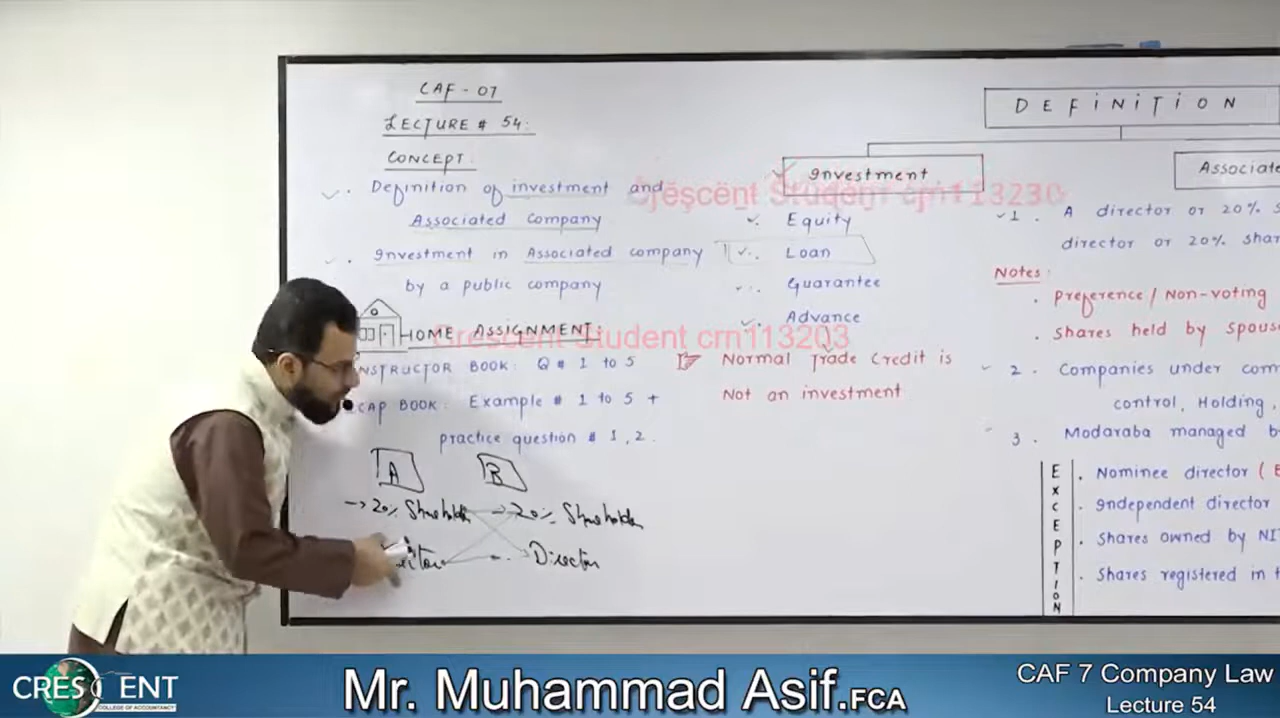 CAF - 07
LECTURE # 54:
CONCEPT:
Definition of investment and
Associated company
Investment in Associated company
by a public company
HOME ASSIGNMENT:
NSTRUCTOR BOOK: Q # 1 to 5
CAP BOOK: Example # 1 to 5 +
practice question # 1, 2.
A
B
→ 20% Shareholder
→ 20% Shareholder
Director
DEFiNiTiON
Investment
Equity
Loan
Guarantee
Advance
Normal Trade Credit is
Not an investment
Associate
1. A director or 20% s
director or 20% shar
Notes:
. preference / Non-voting
. shares held by spous
2. Companies under com
control, Holding,
3. Modaraba managed b
ExCEPTiON
. Nominee director (E
. Independent director
. Shares owned by NI
. Shares registered in t
Crescent Student crn113230
Crescent Student crn113203
CRESCENT
COLLEGE OF ACCOUNTANCY
Mr. Muhammad Asif.FCA
CAF 7 Company Law
Lecture 54